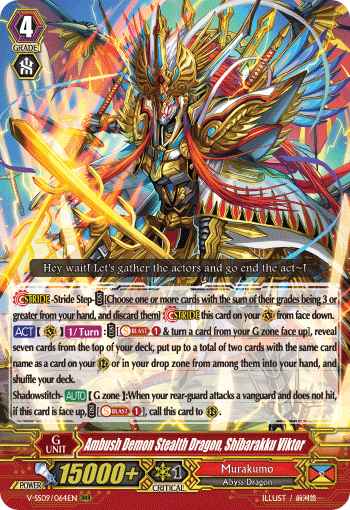 4
GRADE
Hey wait! Let's gather the actors and go end the act~!
STRIDE -Stride Step- [Choose one or more cards with the sum of their grades being 3 or
greater from your hand, and discard them] STRIDE this card on your (VC) from face down.
ACT【(VC)】1/Turn:[SOUL BLAST 1 & turn a card from your G zone face up], reveal
seven cards from the top of your deck, put up to a total of two cards with the same card
name as a card on your (VC) or in your drop zone from among them into your hand, and
shuffle your deck.
Shadowstitch- AUTO【G zone】:When your rear-guard attacks a vanguard and does not hit,
if this card is face up, [SOUL BLAST 1], call this card to (RC).
G
UNIT
Ambush Demon Stealth Dragon, Shibarakku Viktor
POWER
15000+
1
CRITICAL
Murakumo
Abyss Dragon
V-SS09/064EN RRR
ILLUST /